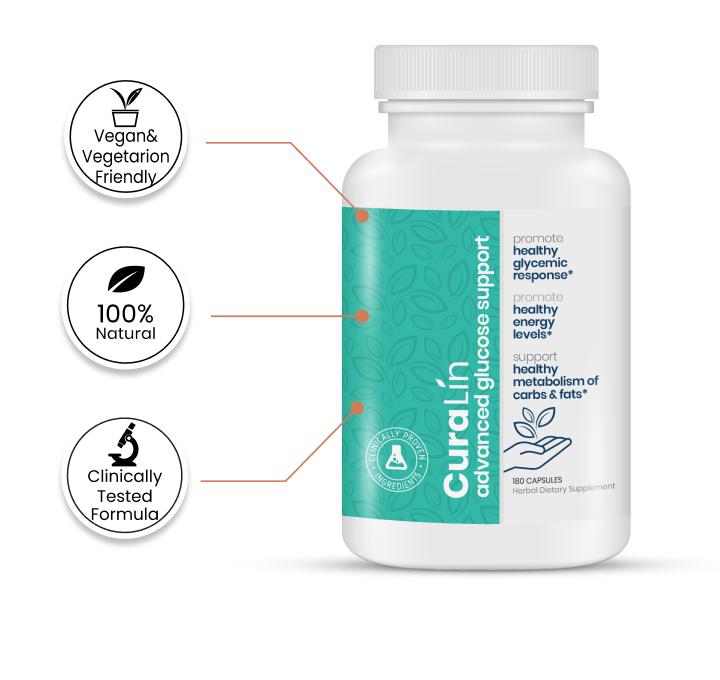 Vegan&
Vegetarion
Friendly
100%
Natural
Clinically
Tested
Formula
CuraLin
advanced glucose support
CLINICALLY PROVEN
INGREDIENTS
promote
healthy
glycemic
response*
promote
healthy
energy
levels*
support
healthy
metabolism of
carbs & fats*
180 CAPSULES
Herbal Dietary Supplement